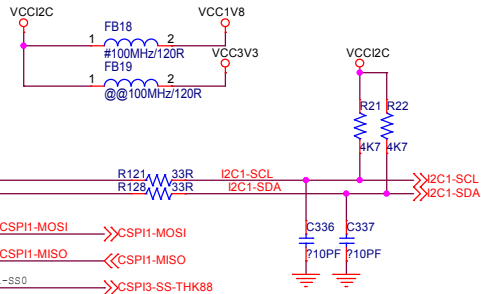 VCCI2C
VCC1V8
FB18
1
2
#100MHz/120R
VCC3V3
FB19
1
2
@@100MHz/120R
VCCI2C
R21
R22
4K7
4K7
R121
33R
I2C1-SCL
I2C1-SCL
R128
33R
I2C1-SDA
I2C1-SDA
C336
C337
?10PF
?10PF
CSPI1-MOSI
CSPI1-MOSI
CSPI1-MISO
CSPI1-MISO
-SS0
CSPI3-SS-THK88